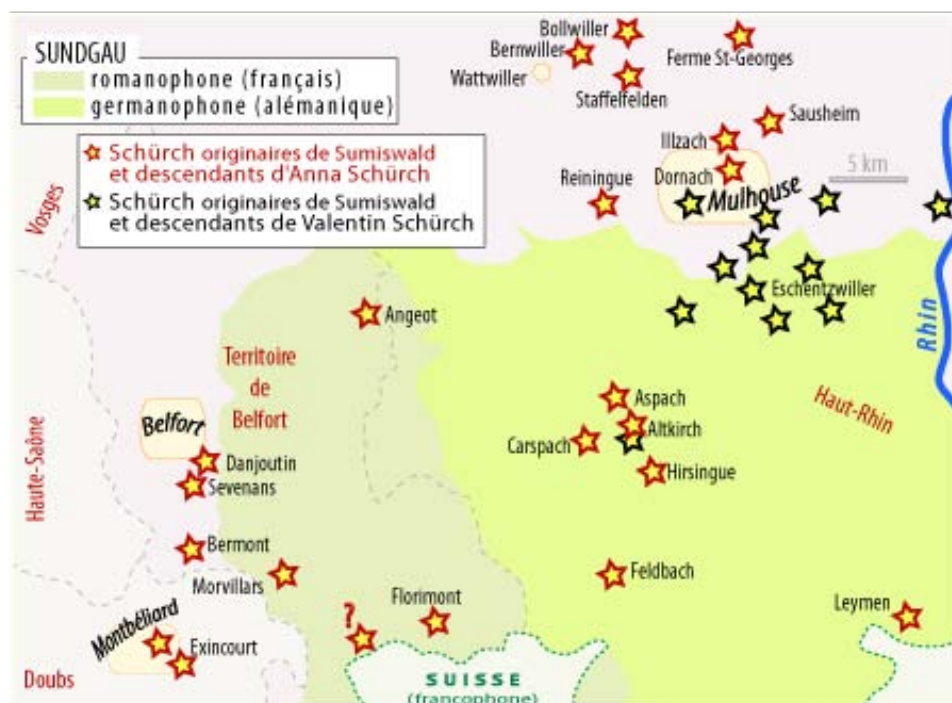 SUNDGAU
romanophone (français)
germanophone (alémanique)
Schürch originaires de Sumiswald
et descendants d'Anna Schürch
Schürch originaires de Sumiswald
et descendants de Valentin Schürch
Bollwiller
Bernwiller
Ferme St-Georges
Wattwiller
Staffelfelden
Sausheim
Illzach
5 km
Reiningue
Dornach
Mulhouse
Vosges
Eschentzwiller
Rhin
Angeot
Territoire
de
Belfort
Aspach
Haut-Rhin
Belfort
Altkirch
Carspach
Danjoutin
Hirsingue
Sevenans
Haute-Saône
Bermont
Feldbach
Morvillars
Florimont
Leymen
?
Montbéliard
Exincourt
Doubs
SUISSE
(francophone)